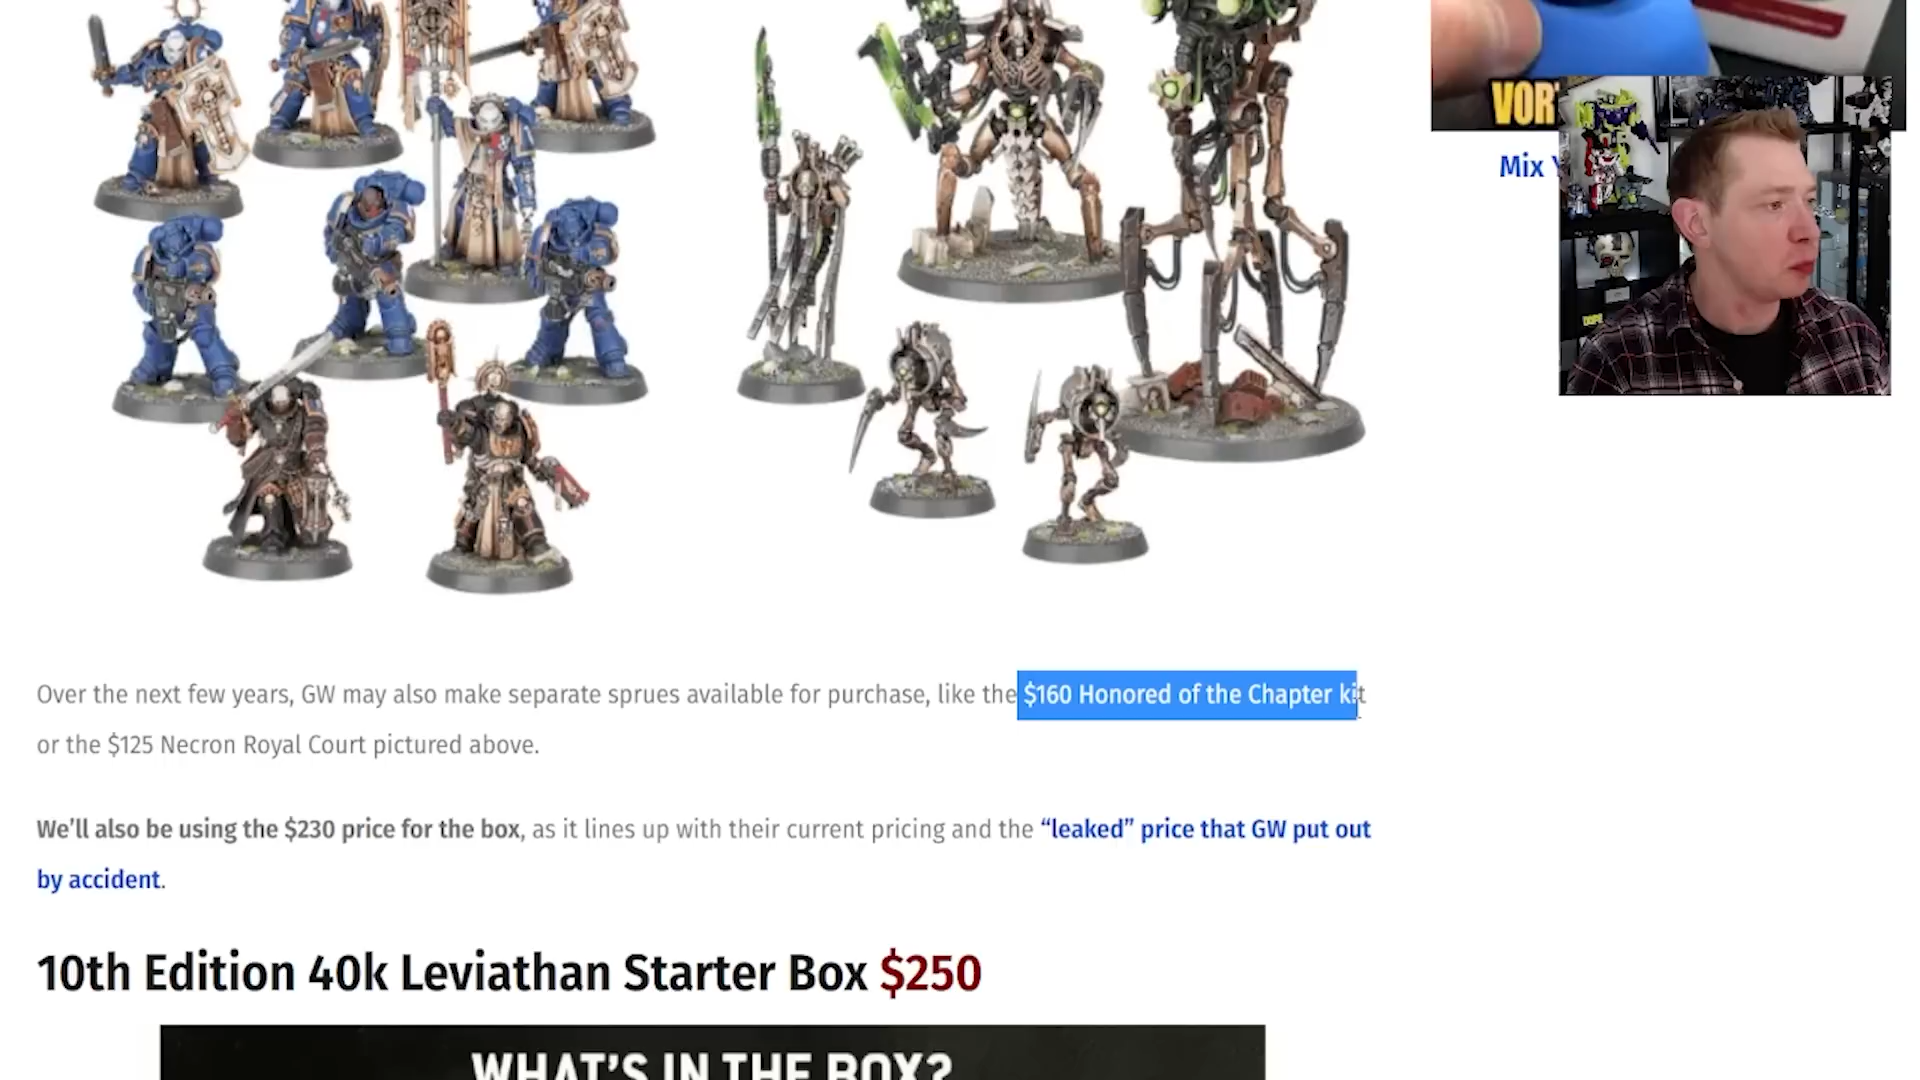 VOR
Mix
Over the next few years, GW may also make separate sprues available for purchase, like the $160 Honored of the Chapter kit
or the $125 Necron Royal Court pictured above.
We’ll also be using the $230 price for the box, as it lines up with their current pricing and the “leaked” price that GW put out
by accident.
10th Edition 40k Leviathan Starter Box $250
WHAT’S IN THE BOX?